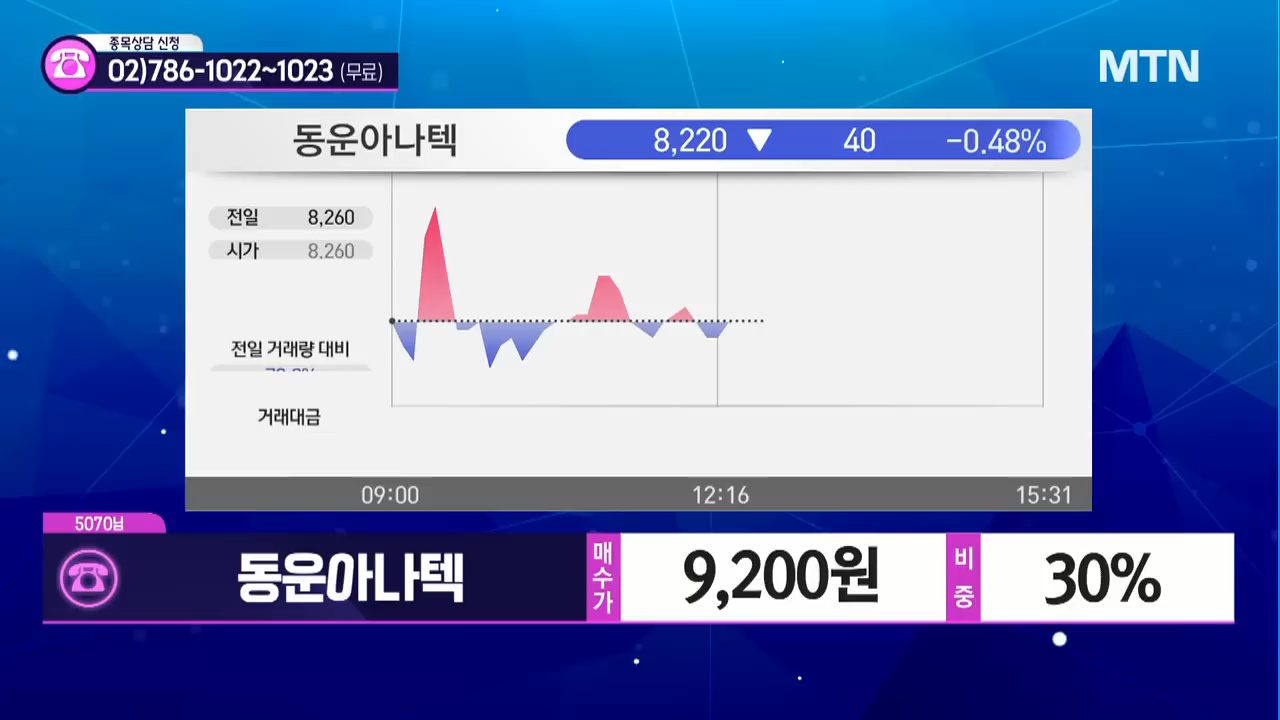 종목상담 신청
02)786-1022~1023 (무료)
MTN
동운아나텍 8,220 ▼ 40 -0.48%
전일 8,260
시가 8,260
전일 거래량 대비
거래대금
09:00 12:16 15:31
5070님
동운아나텍 매수가 9,200원 비중 30%